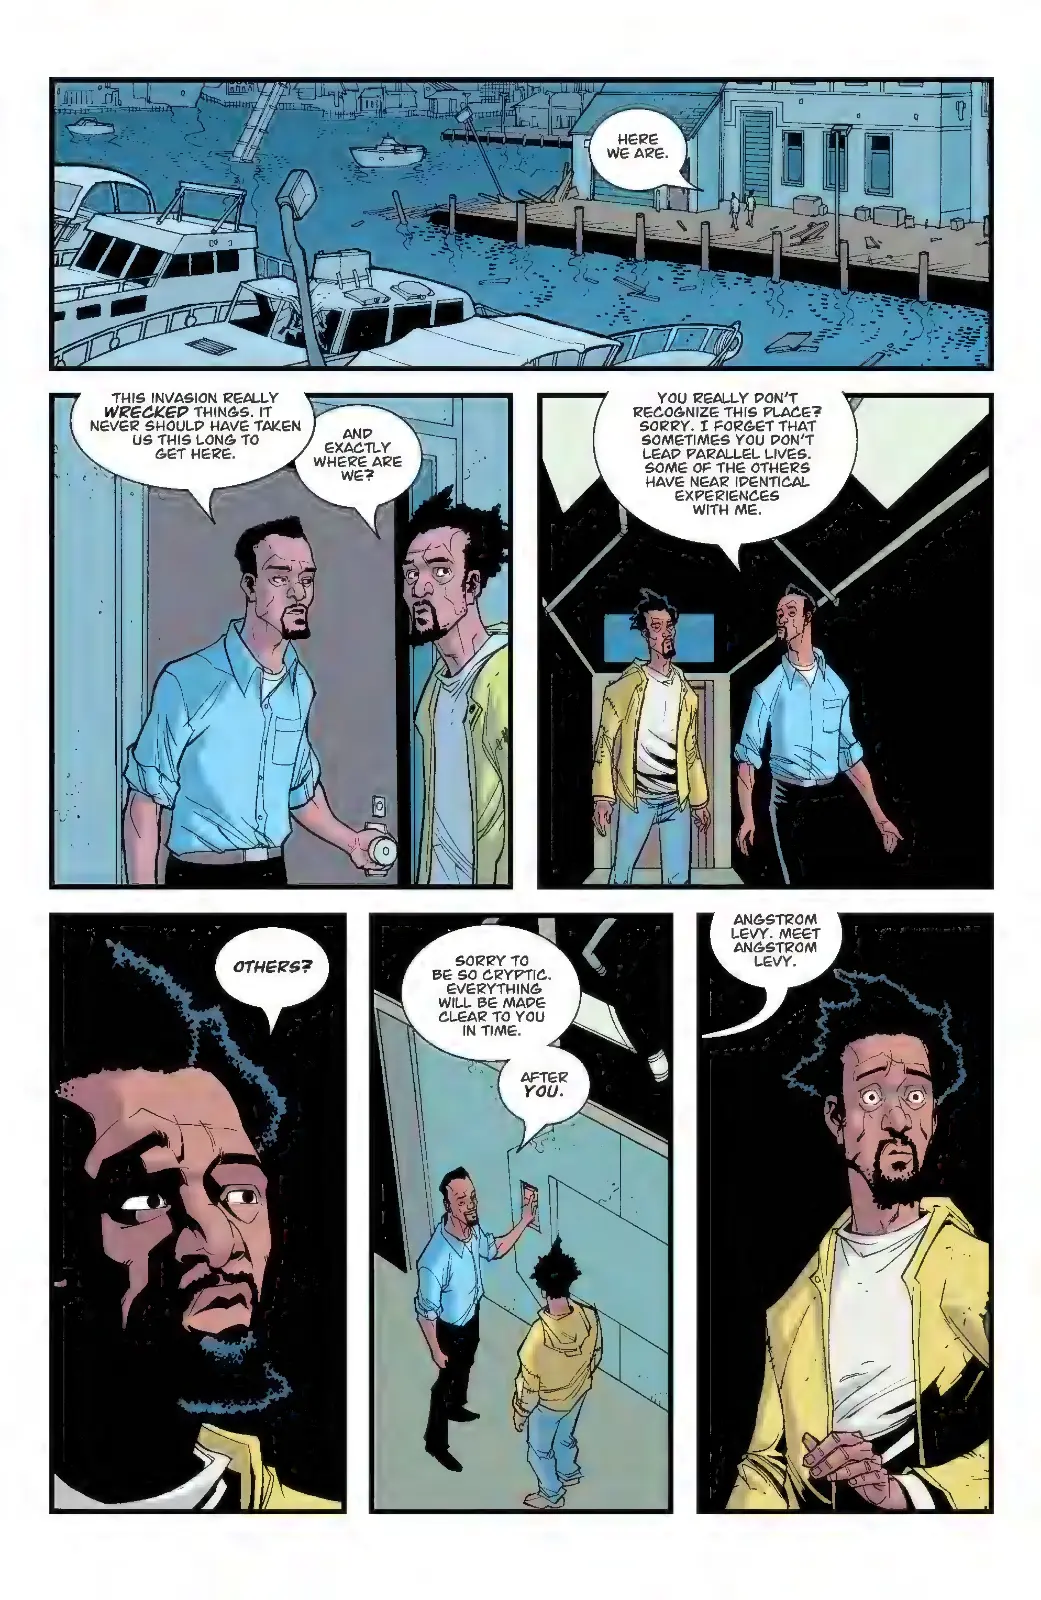 HERE
WE ARE.
THIS INVASION REALLY
WRECKED THINGS. IT
NEVER SHOULD HAVE TAKEN
US THIS LONG TO
GET HERE.
AND
EXACTLY
WHERE ARE
WE?
YOU REALLY DON'T
RECOGNIZE THIS PLACE?
SORRY. I FORGET THAT
SOMETIMES YOU DON'T
LEAD PARALLEL LIVES.
SOME OF THE OTHERS
HAVE NEAR IDENTICAL
EXPERIENCES
WITH ME.
OTHERS?
SORRY TO
BE SO CRYPTIC.
EVERYTHING
WILL BE MADE
CLEAR TO YOU
IN TIME.
AFTER
YOU.
ANGSTROM
LEVY. MEET
ANGSTROM
LEVY.